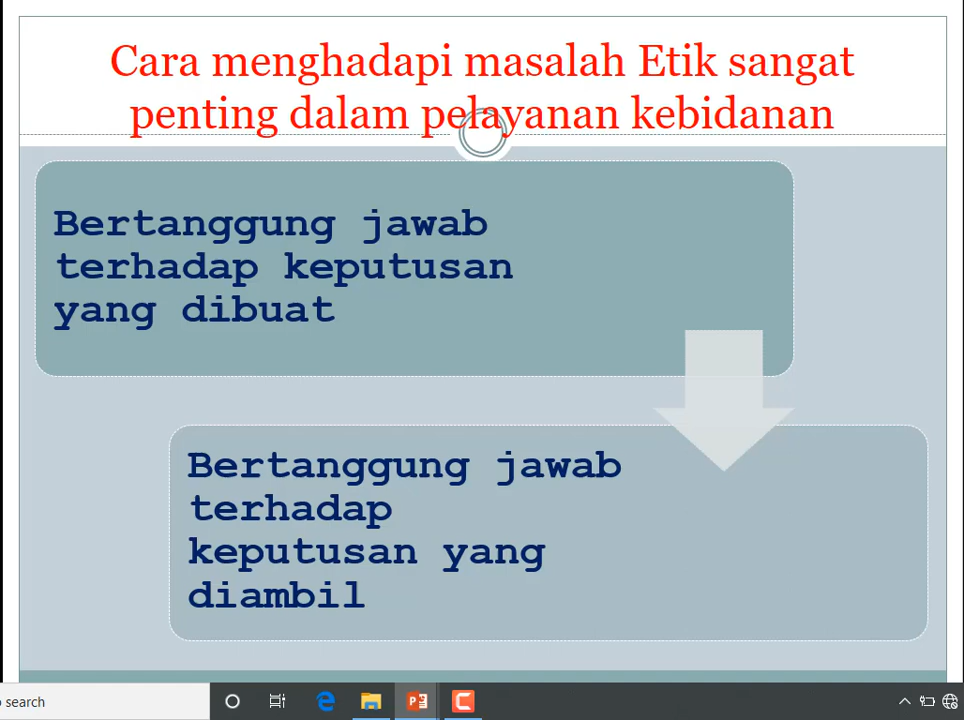 Cara menghadapi masalah Etik sangat
penting dalam pelayanan kebidanan
Bertanggung jawab
terhadap keputusan
yang dibuat
Bertanggung jawab
terhadap
keputusan yang
diambil
search